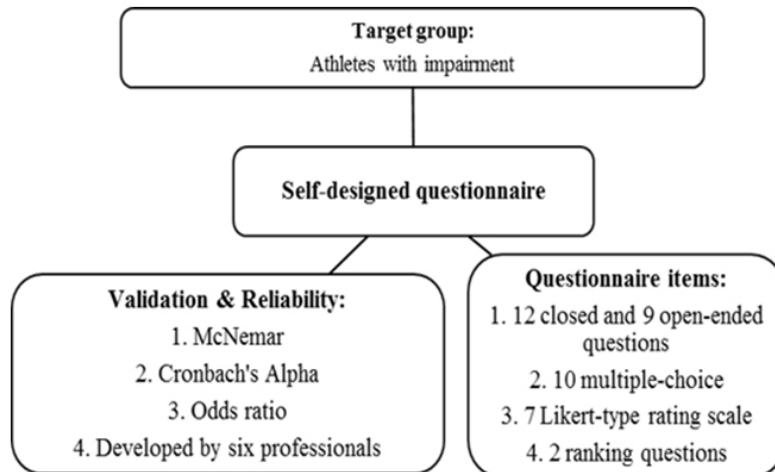 Target group:
Athletes with impairment
Self-designed questionnaire
Validation & Reliability:
1. McNemar
2. Cronbach's Alpha
3. Odds ratio
4. Developed by six professionals
Questionnaire items:
1. 12 closed and 9 open-ended
questions
2. 10 multiple-choice
3. 7 Likert-type rating scale
4. 2 ranking questions